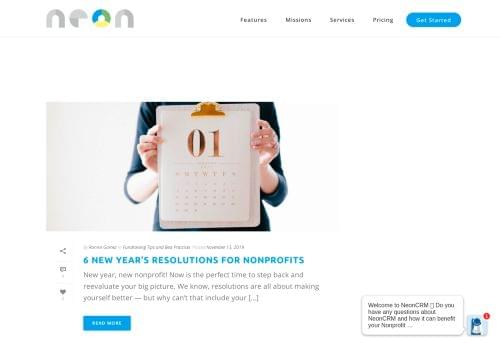 neon
Features Missions Services Pricing Get Started
01
S M T W T F S
By Ronnie Gomez In Fundraising Tips and Best Practices Posted November 13, 2019
6 NEW YEAR'S RESOLUTIONS FOR NONPROFITS
New year, new nonprofit! Now is the perfect time to step back and
reevaluate your big picture. We know, resolutions are all about making
yourself better — but why can't that include your [...]
READ MORE
Welcome to NeonCRM Do you
have any questions about
NeonCRM and how it can benefit
your Nonprofit ...
1